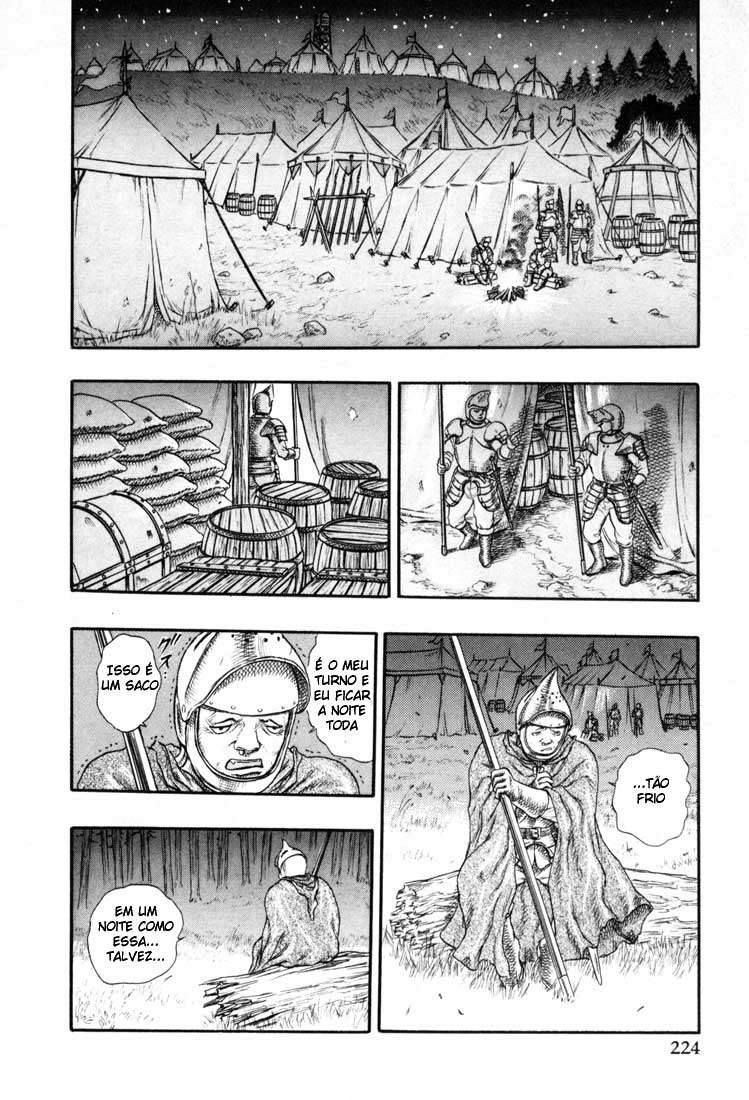 ...TÃO
FRIO
É O MEU
TURNO E
EU FICAR
A NOITE
TODA
ISSO É
UM SACO
EM UM
NOITE COMO
ESSA...
TALVEZ...
224